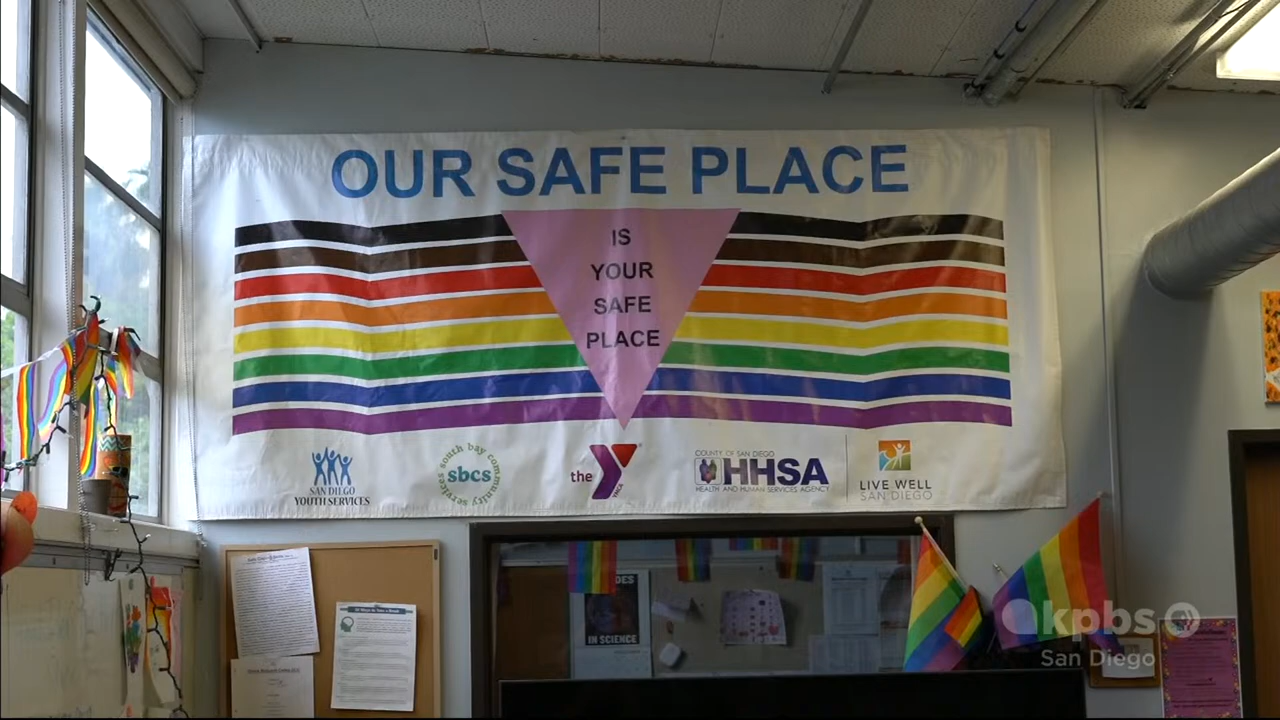 OUR SAFE PLACE
IS
YOUR
SAFE
PLACE
SAN DIEGO
YOUTH SERVICES
south bay community services
sbcs
the Y
YMCA
COUNTY OF SAN DIEGO
HHSA
HEALTH AND HUMAN SERVICES AGENCY
LIVE WELL
SAN DIEGO
IN SCIENCE
kpbs
San Diego